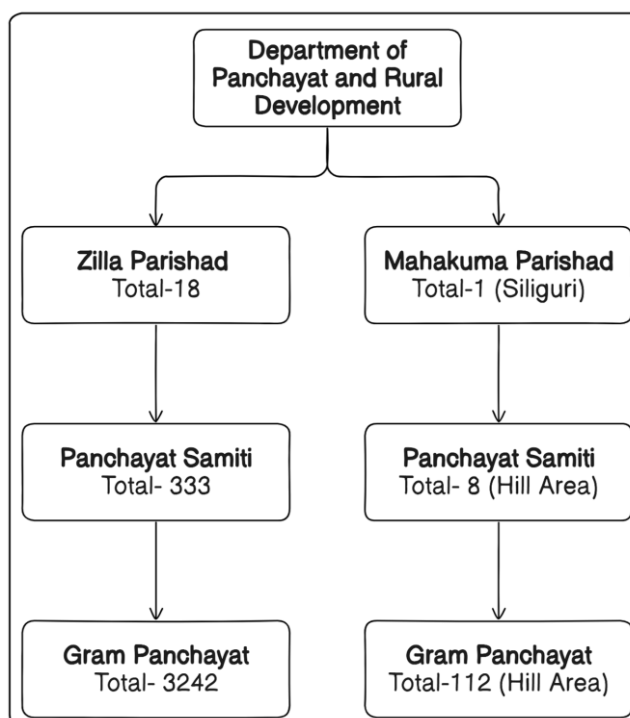 Department of
Panchayat and Rural
Development
Zilla Parishad
Total-18
Mahakuma Parishad
Total-1 (Siliguri)
Panchayat Samiti
Total- 333
Panchayat Samiti
Total- 8 (Hill Area)
Gram Panchayat
Total- 3242
Gram Panchayat
Total-112 (Hill Area)